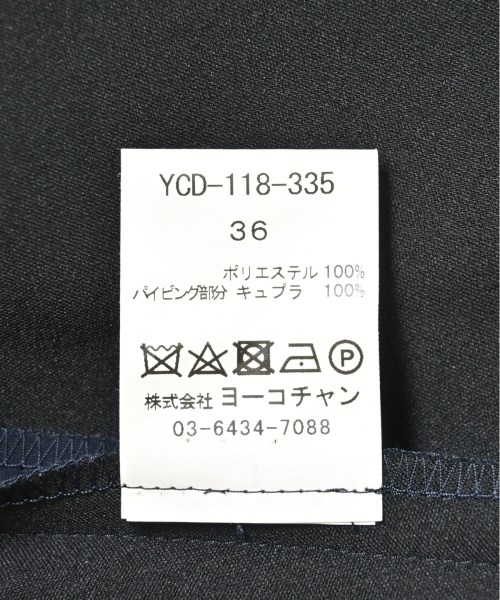 YCD-118-335
36
ポリエステル 100%
パイピング部分 キュプラ 100%
P
株式会社 ヨーコチャン
03-6434-7088